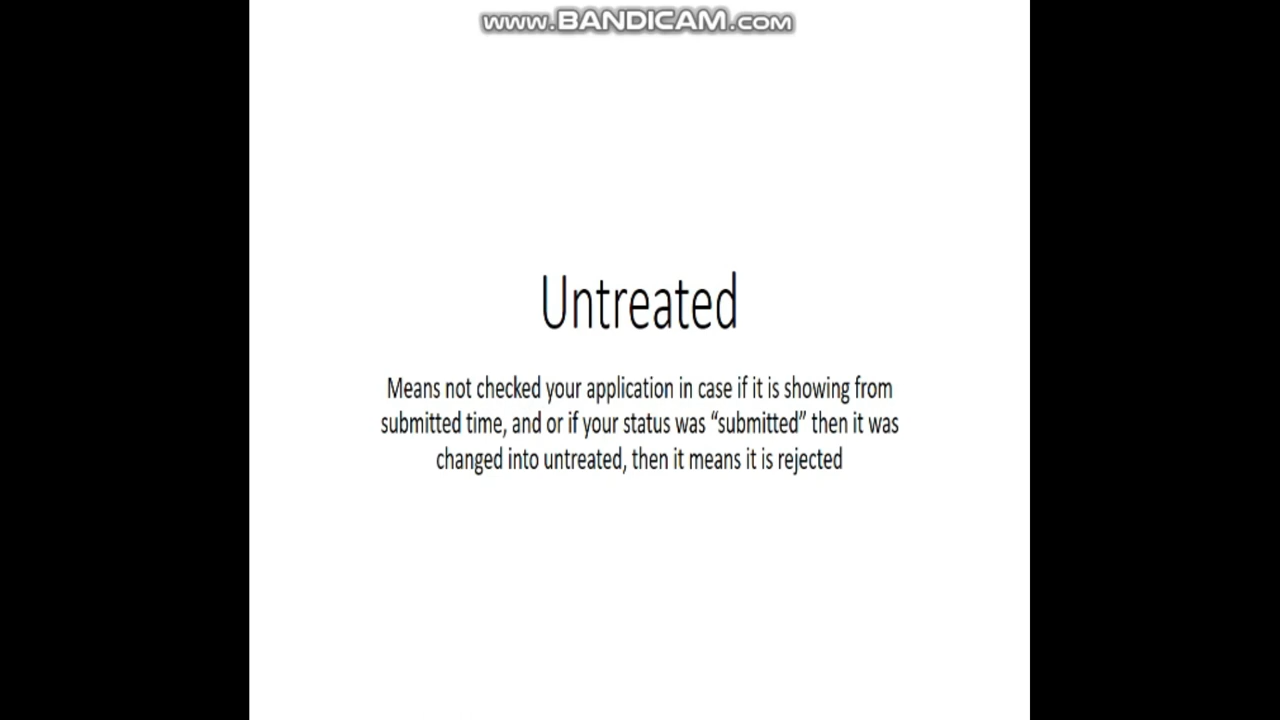 www.BANDICAM.com
Untreated
Means not checked your application in case if it is showing from
submitted time, and or if your status was “submitted” then it was
changed into untreated, then it means it is rejected